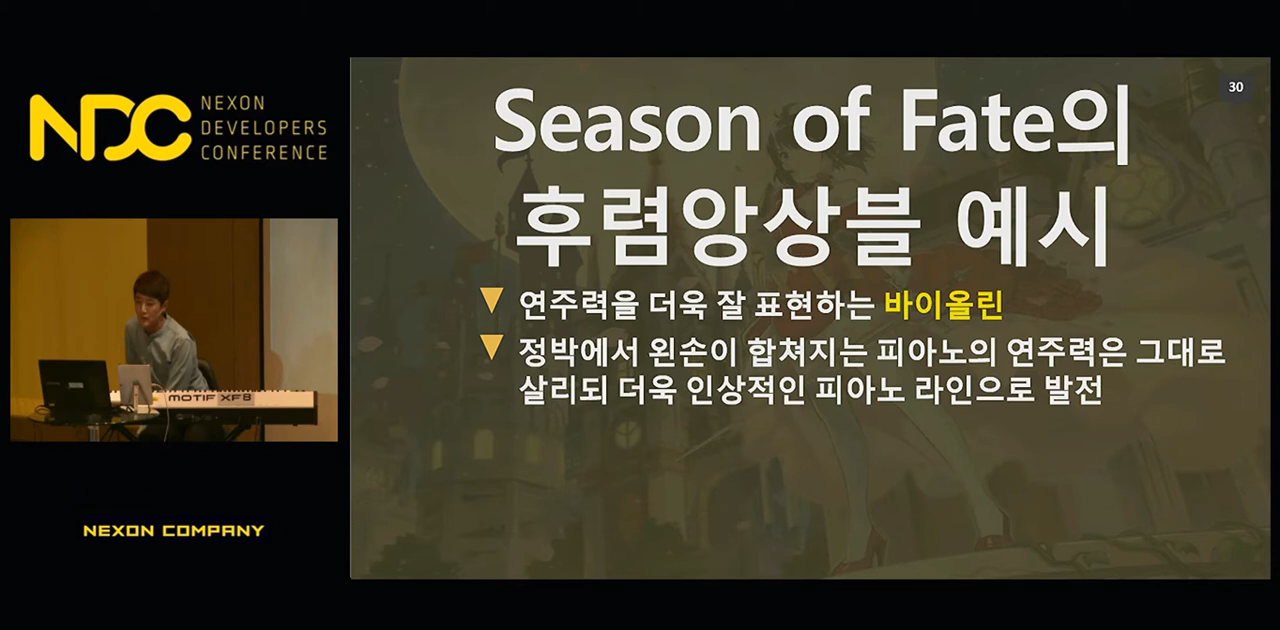 NDC
NEXON
DEVELOPERS
CONFERENCE
30
Season of Fate의
후렴앙상블 예시
연주력을 더욱 잘 표현하는 바이올린
정박에서 왼손이 합쳐지는 피아노의 연주력은 그대로
살리되 더욱 인상적인 피아노 라인으로 발전
MOTIF XF8
NEXON COMPANY